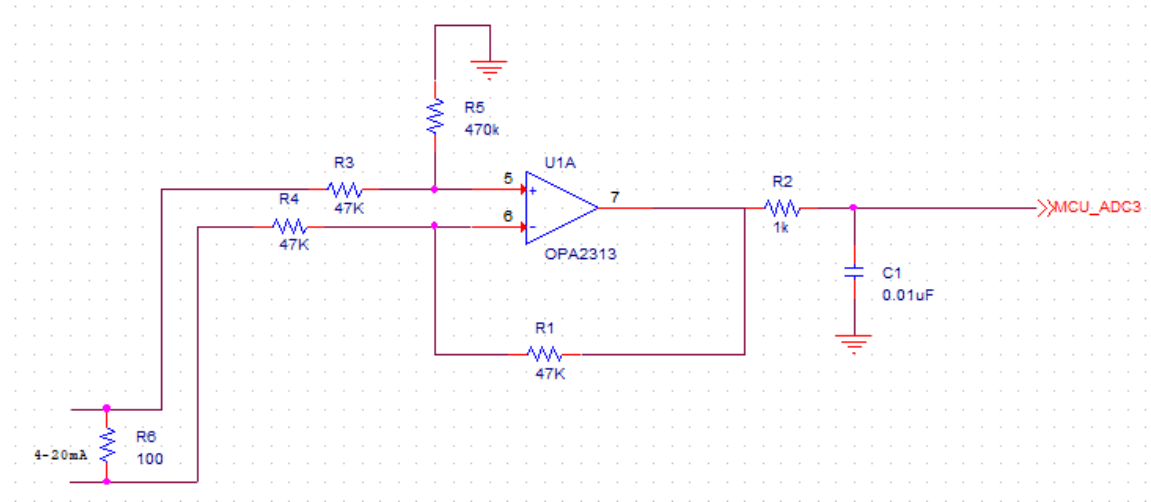 R5
470k
U1A
R3
47K
R4
47K
5
+
6
-
7
OPA2313
R2
1k
MCU_ADC3
C1
0.01uF
R1
47K
4-20mA
R6
100